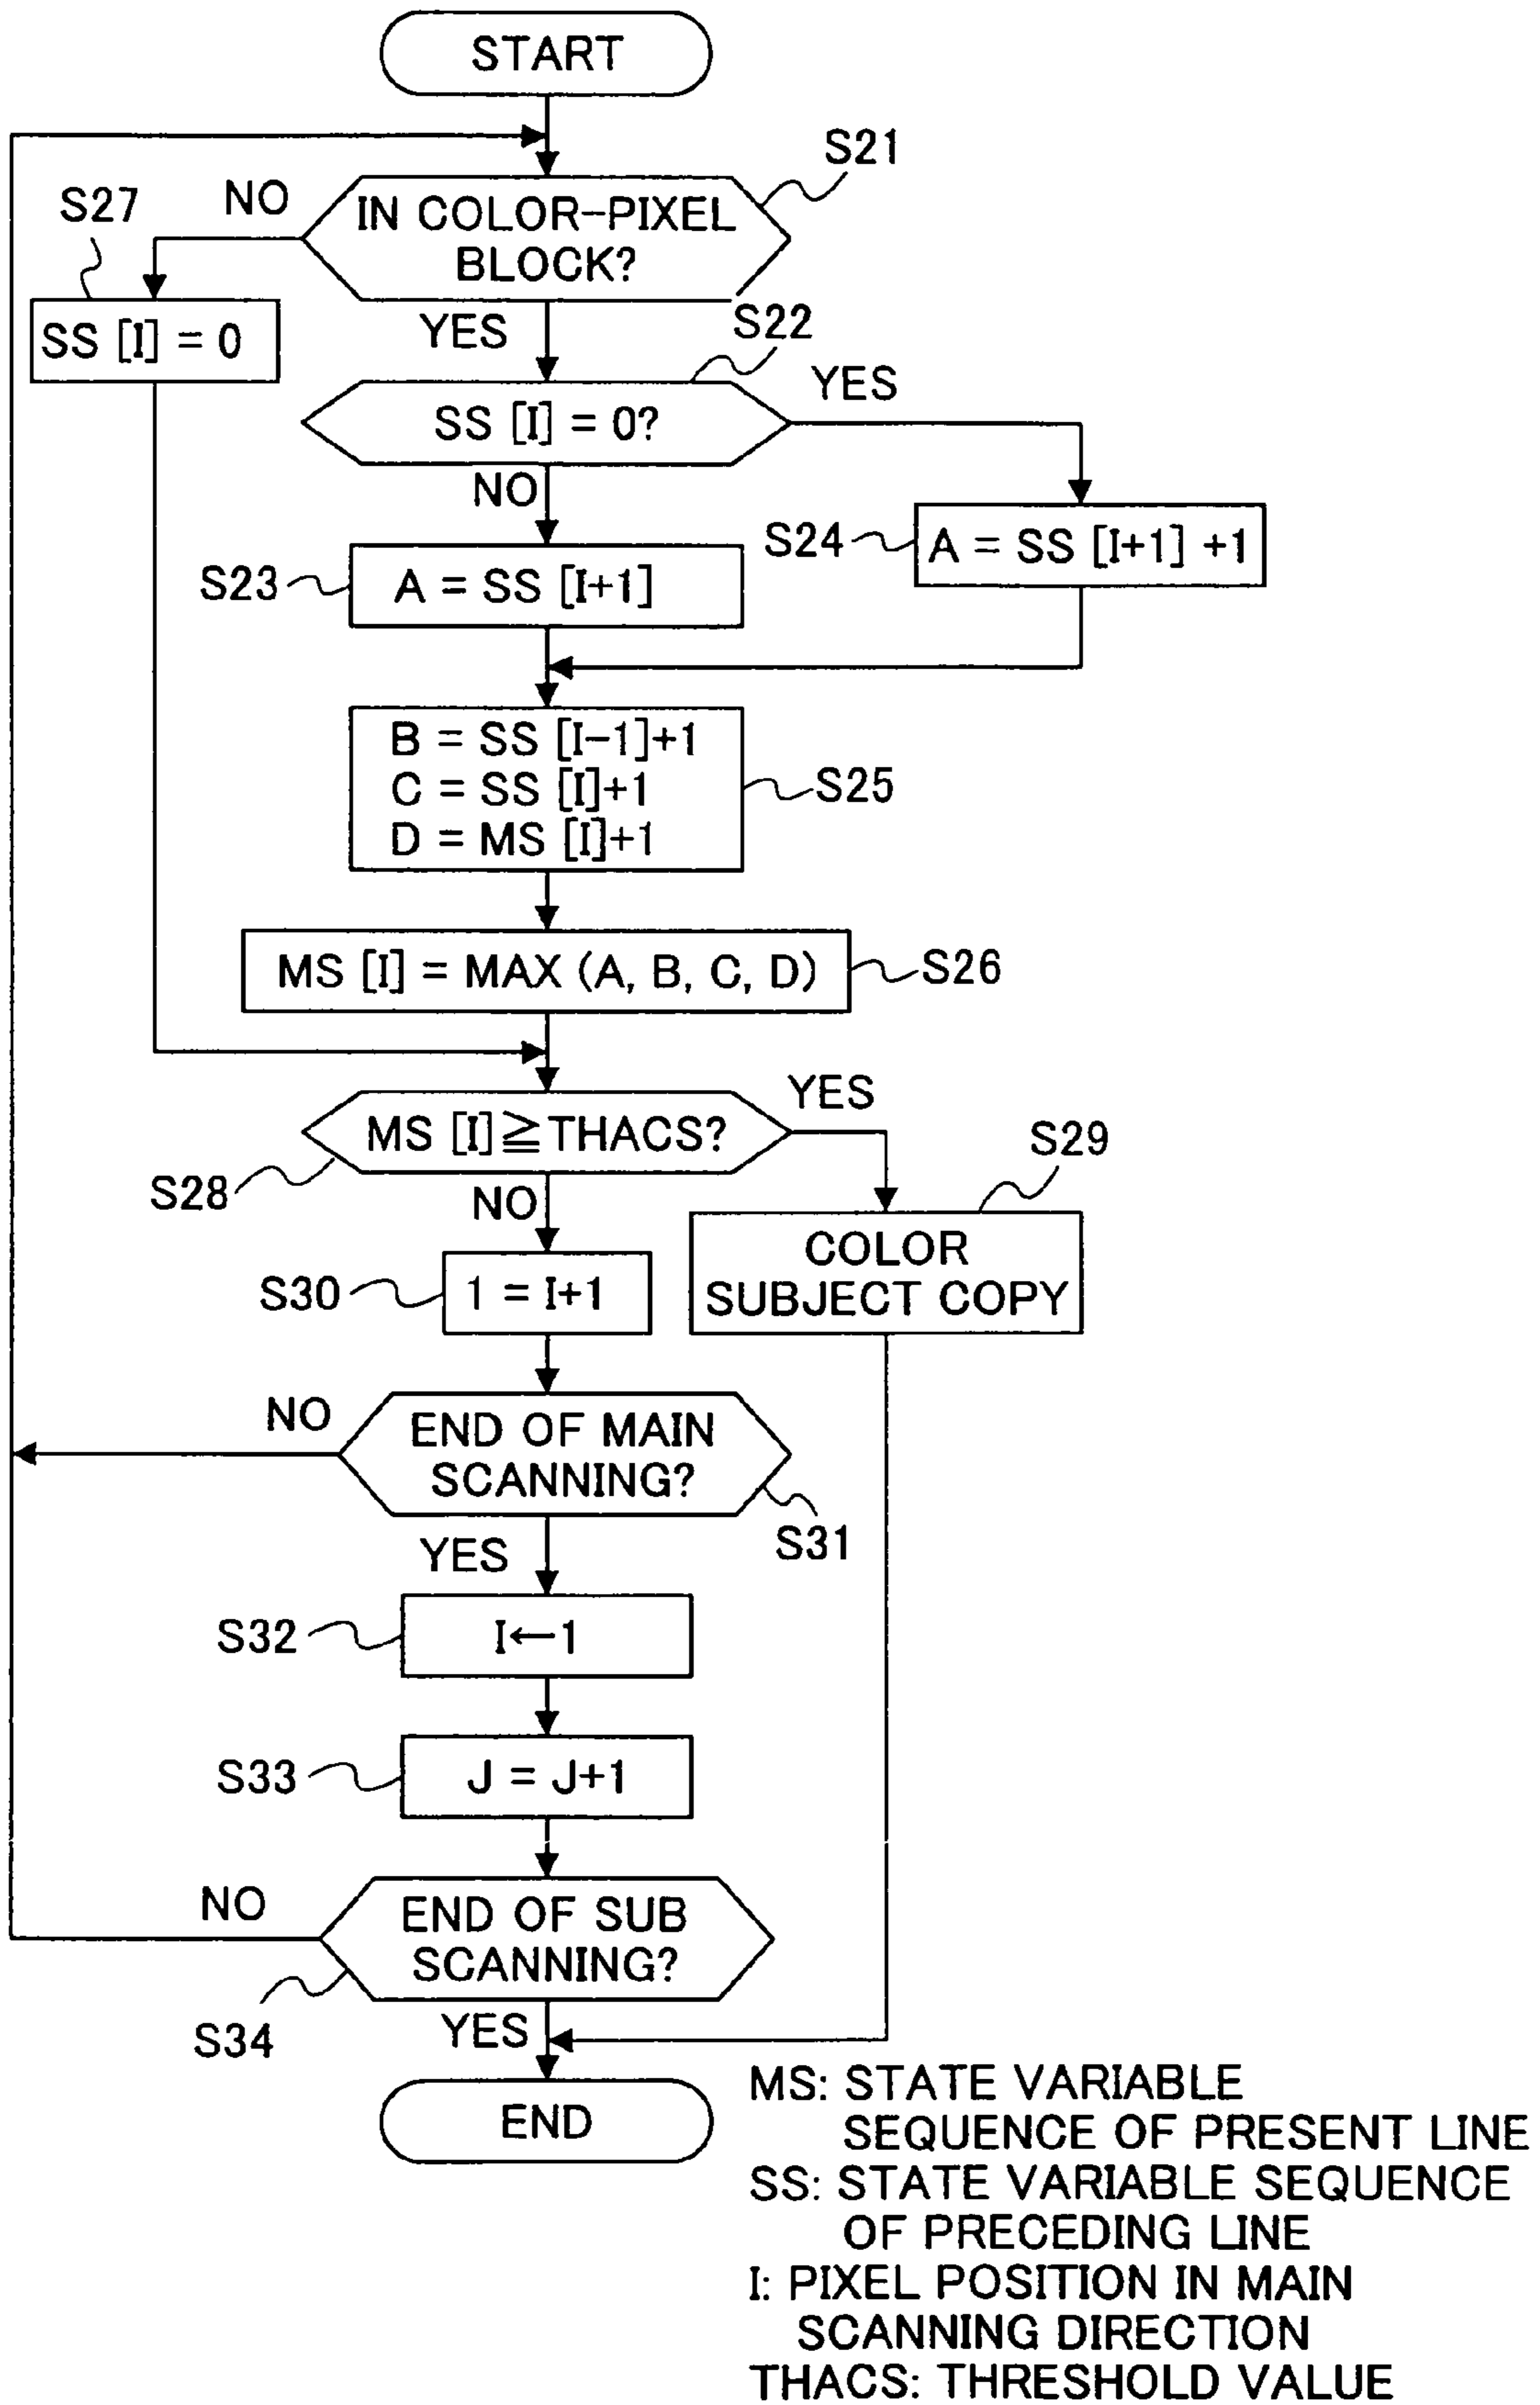 START
S21
NO
S27
IN COLOR-PIXEL
BLOCK?
YES
S22
SS [I] = 0
YES
SS [I] = 0?
NO
S24
A = SS [I+1] +1
S23
A = SS [I+1]
B = SS [I-1]+1
C = SS [I]+1
D = MS [I]+1
S25
MS [I] = MAX (A, B, C, D)
S26
YES
MS [I]≧THACS?
S28
NO
S29
COLOR
SUBJECT COPY
S30
1 = I+1
NO
END OF MAIN
SCANNING?
S31
YES
S32
I←1
S33
J = J+1
NO
END OF SUB
SCANNING?
S34
YES
END
MS: STATE VARIABLE
SEQUENCE OF PRESENT LINE
SS: STATE VARIABLE SEQUENCE
OF PRECEDING LINE
I: PIXEL POSITION IN MAIN
SCANNING DIRECTION
THACS: THRESHOLD VALUE